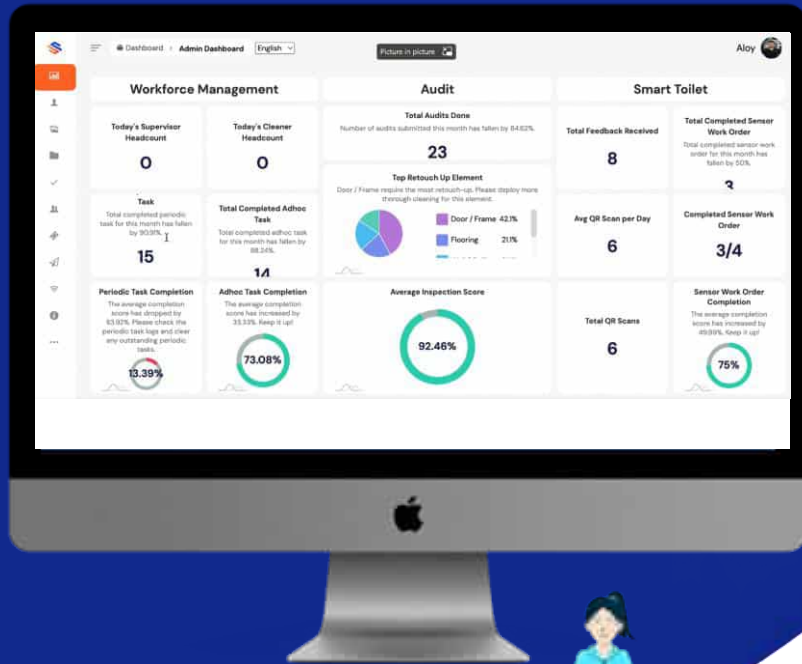 Dashboard
Admin Dashboard
English
Picture in picture
Aloy
Workforce Management
Today's Supervisor
Headcount
0
Today's Cleaner
Headcount
0
Task
Total completed periodic
task for this month has fallen
by 90.91%.
15
Total Completed Adhoc
Task
Total completed adhoc task
for this month has fallen by
88.24%.
14
Periodic Task Completion
The average completion
score has dropped by
63.92%. Please check the
periodic task logs and clear
any outstanding periodic
tasks.
13.39%
Adhoc Task Completion
The average completion
score has increased by
33.33%. Keep it up!
73.08%
Audit
Total Audits Done
Number of audits submitted this month has fallen by 84.62%.
23
Top Retouch Up Element
Door / Frame require the most retouch-up. Please deploy more
thorough cleaning for this element.
Door / Frame 42.1%
Flooring 21.1%
Average Inspection Score
92.46%
Smart Toilet
Total Feedback Received
8
Avg QR Scan per Day
6
Total QR Scans
6
Total Completed Sensor
Work Order
Total completed sensor work
order for this month has
fallen by 50%.
3
Completed Sensor Work
Order
3/4
Sensor Work Order
Completion
The average completion
score has increased by
49.99%. Keep it up!
75%